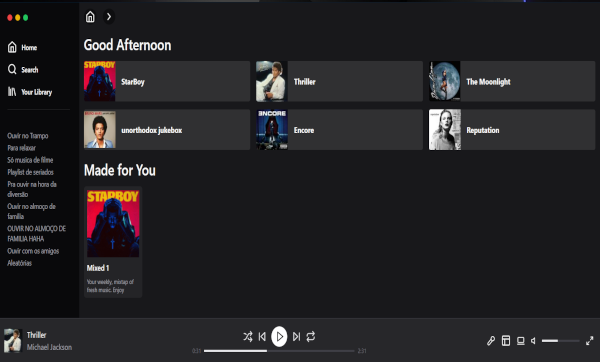 Home
Search
Your Library
Ouvir no Trampo
Para relaxar
Só musica de filme
Playlist de seriados
Pra ouvir na hora da
diversão
Ouvir no almoço de
família
OUVIR NO ALMOÇO DE
FAMILIA HAHA
Ouvir com os amigos
Aleatórias
Good Afternoon
STARBOY
StarBoy
Thriller
The Moonlight
unorthodox jukebox
ENCORE
Encore
Reputation
Made for You
STARBOY
Mixed 1
Your weekly, mixtap of
fresh music. Enjoy
Thriller
Michael Jackson
0:31
2:31